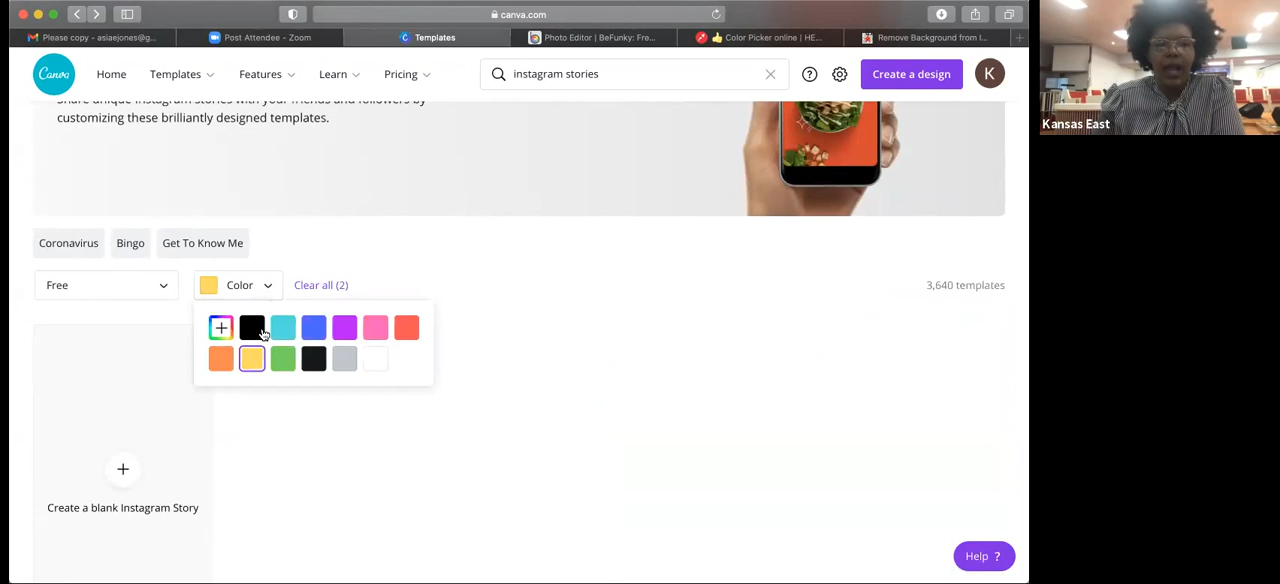 canva.com
Please copy - asiaejones@g...
Post Attendee - Zoom
Templates
Photo Editor | BeFunky: Fre...
Color Picker online | HE...
Remove Background from I...
Canva
Home
Templates
Features
Learn
Pricing
instagram stories
Create a design
K
Kansas East
Share unique Instagram stories with your friends and followers by
customizing these brilliantly designed templates.
Coronavirus
Bingo
Get To Know Me
Free
Color
Clear all (2)
3,640 templates
Create a blank Instagram Story
Help ?